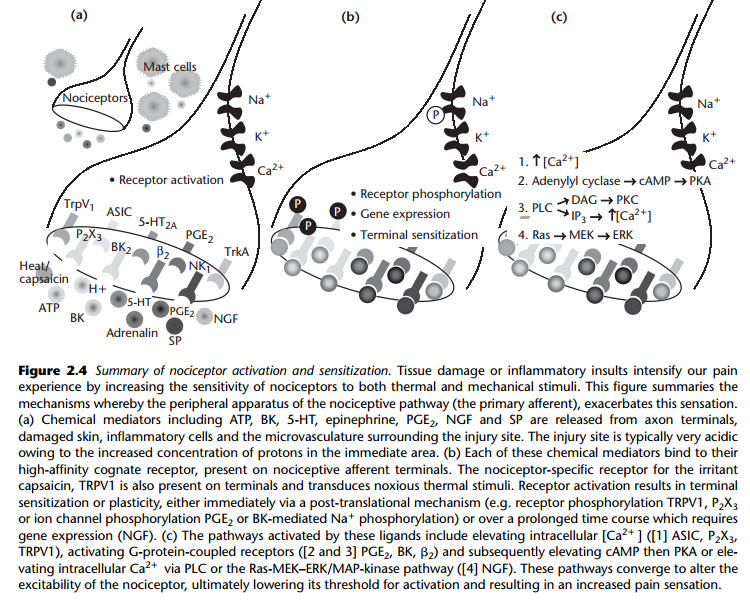 (a)
Mast cells
Nociceptors
Na+
K+
Ca2+
• Receptor activation
TrpV1
ASIC
5-HT2A
P2X3
BK2
β2
PGE2
NK1
TrkA
Heat/
capsaicin
H+
ATP
BK
5-HT
Adrenalin
PGE2
SP
NGF
(b)
P
Na+
K+
Ca2+
• Receptor phosphorylation
• Gene expression
• Terminal sensitization
P
P
P
(c)
Na+
K+
Ca2+
1. ↑[Ca2+]
2. Adenylyl cyclase → cAMP → PKA
3. PLC → DAG → PKC
→ IP3 → ↑[Ca2+]
4. Ras → MEK → ERK
Figure 2.4 Summary of nociceptor activation and sensitization. Tissue damage or inflammatory insults intensify our pain
experience by increasing the sensitivity of nociceptors to both thermal and mechanical stimuli. This figure summaries the
mechanisms whereby the peripheral apparatus of the nociceptive pathway (the primary afferent), exacerbates this sensation.
(a) Chemical mediators including ATP, BK, 5-HT, epinephrine, PGE2, NGF and SP are released from axon terminals,
damaged skin, inflammatory cells and the microvasculature surrounding the injury site. The injury site is typically very acidic
owing to the increased concentration of protons in the immediate area. (b) Each of these chemical mediators bind to their
high-affinity cognate receptor, present on nociceptive afferent terminals. The nociceptor-specific receptor for the irritant
capsaicin, TRPV1 is also present on terminals and transduces noxious thermal stimuli. Receptor activation results in terminal
sensitization or plasticity, either immediately via a post-translational mechanism (e.g. receptor phosphorylation TRPV1, P2X3
or ion channel phosphorylation PGE2 or BK-mediated Na+ phosphorylation) or over a prolonged time course which requires
gene expression (NGF). (c) The pathways activated by these ligands include elevating intracellular [Ca2+] ([1] ASIC, P2X3,
TRPV1), activating G-protein-coupled receptors ([2 and 3] PGE2, BK, β2) and subsequently elevating cAMP then PKA or ele-
vating intracellular Ca2+ via PLC or the Ras-MEK–ERK/MAP-kinase pathway ([4] NGF). These pathways converge to alter the
excitability of the nociceptor, ultimately lowering its threshold for activation and resulting in an increased pain sensation.